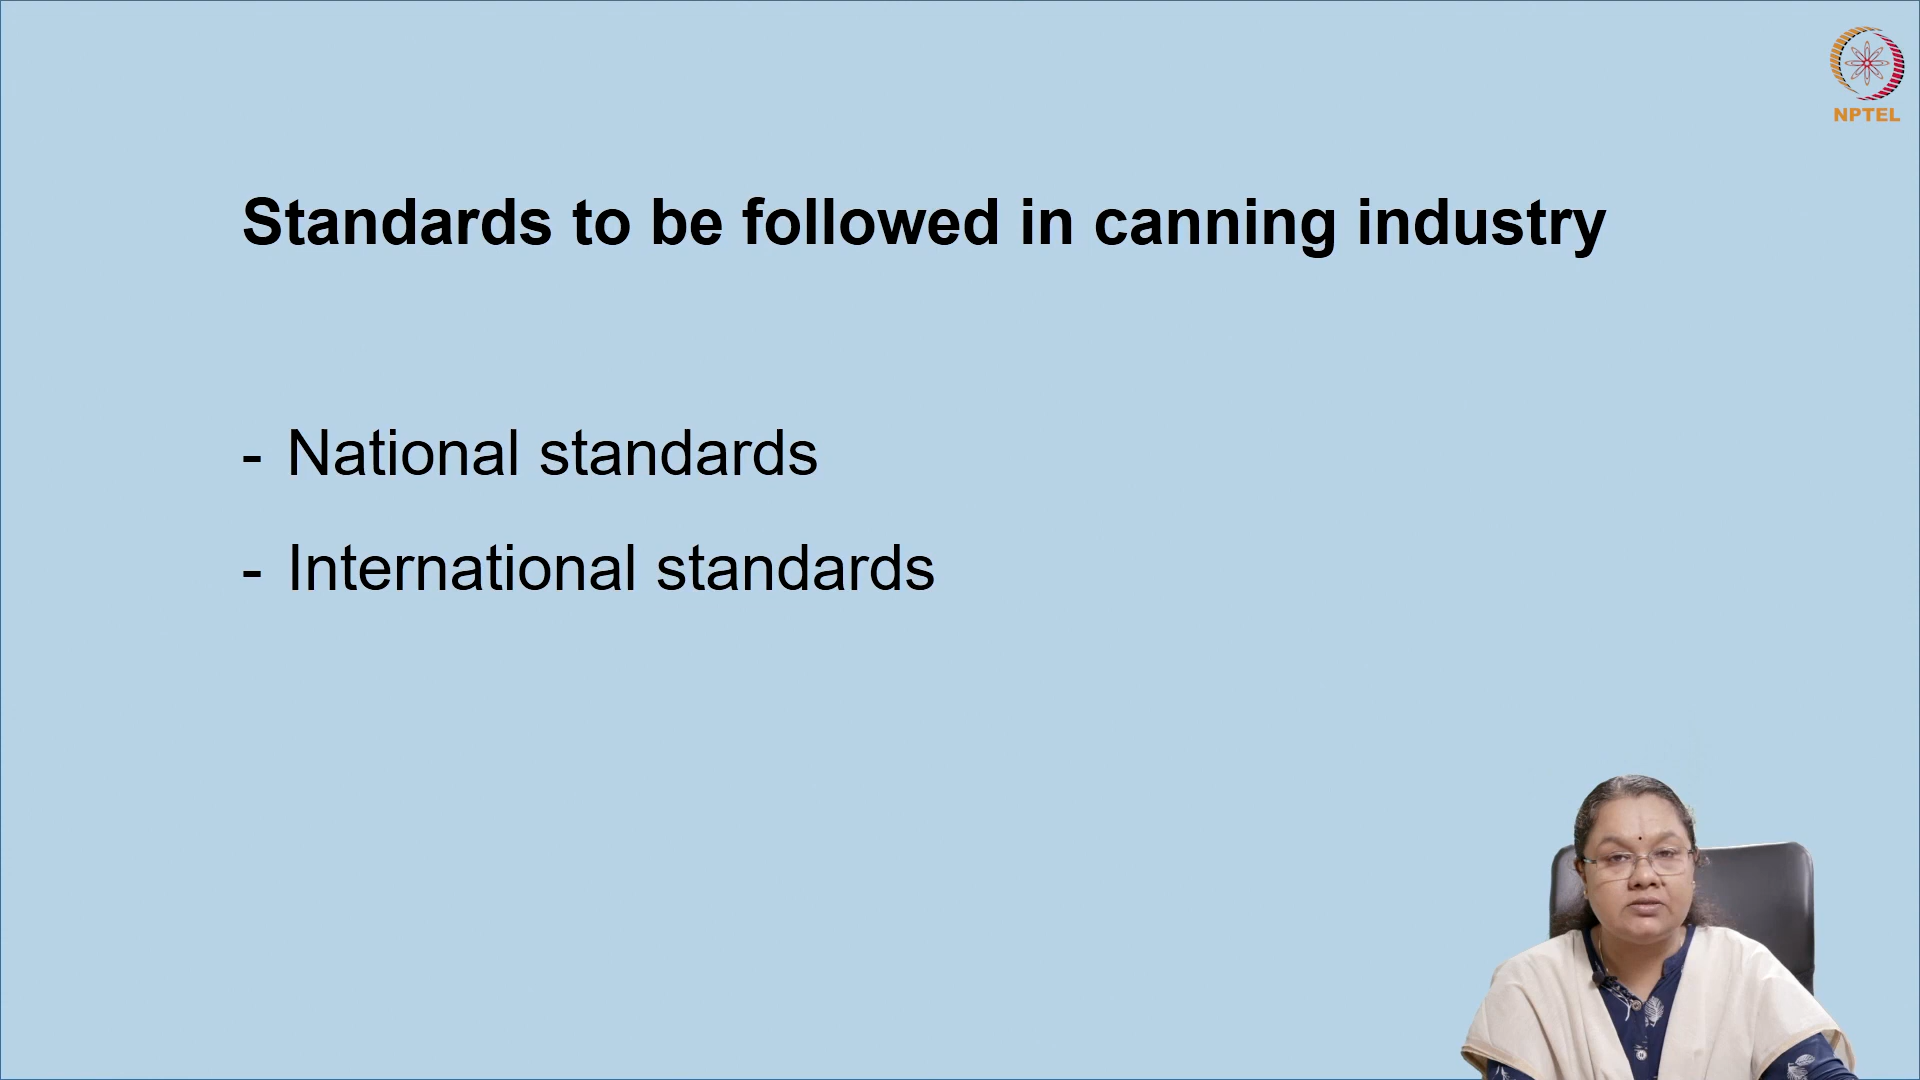 NPTEL
Standards to be followed in canning industry
- National standards
- International standards